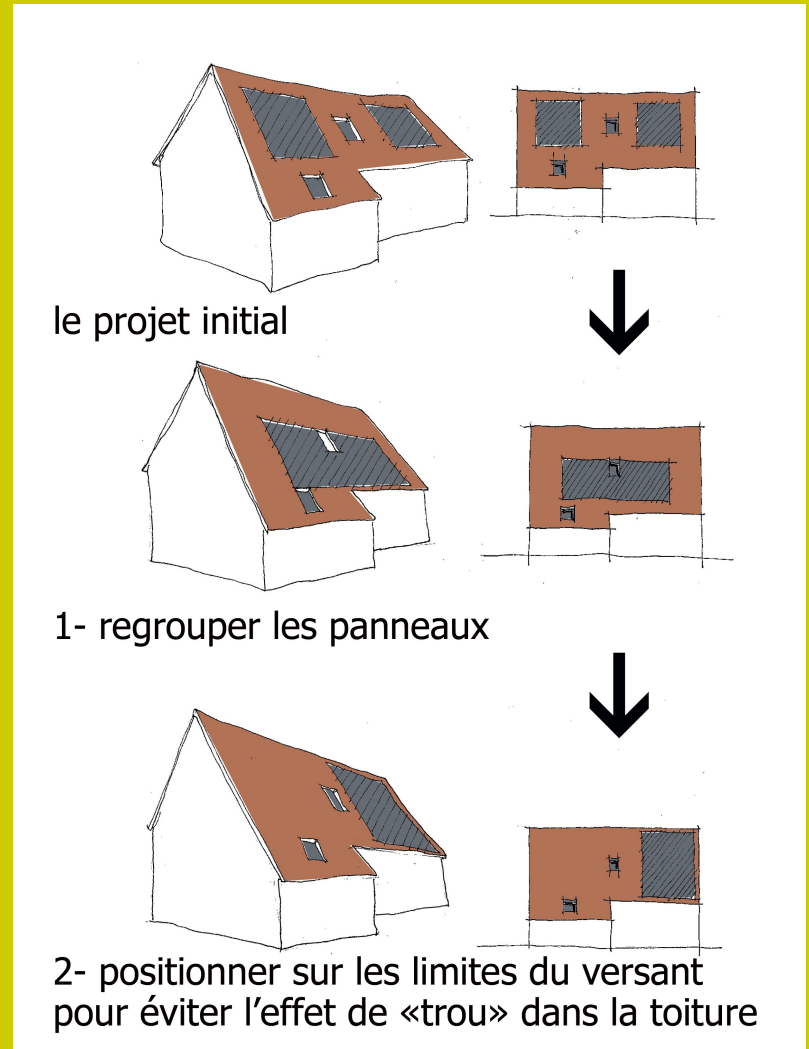 le projet initial
1- regrouper les panneaux
2- positionner sur les limites du versant
pour éviter l’effet de «trou» dans la toiture